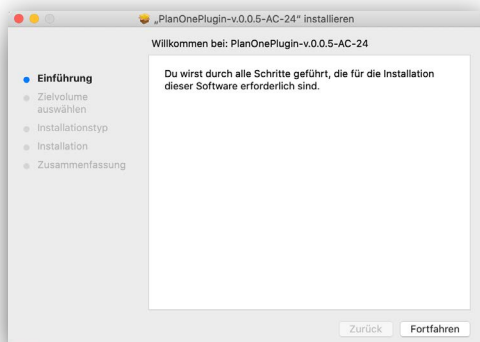 „PlanOnePlugin-v.0.0.5-AC-24“ installieren
Willkommen bei: PlanOnePlugin-v.0.0.5-AC-24
Einführung
Zielvolume
auswählen
Installationstyp
Installation
Zusammenfassung
Du wirst durch alle Schritte geführt, die für die Installation
dieser Software erforderlich sind.
Zurück
Fortfahren